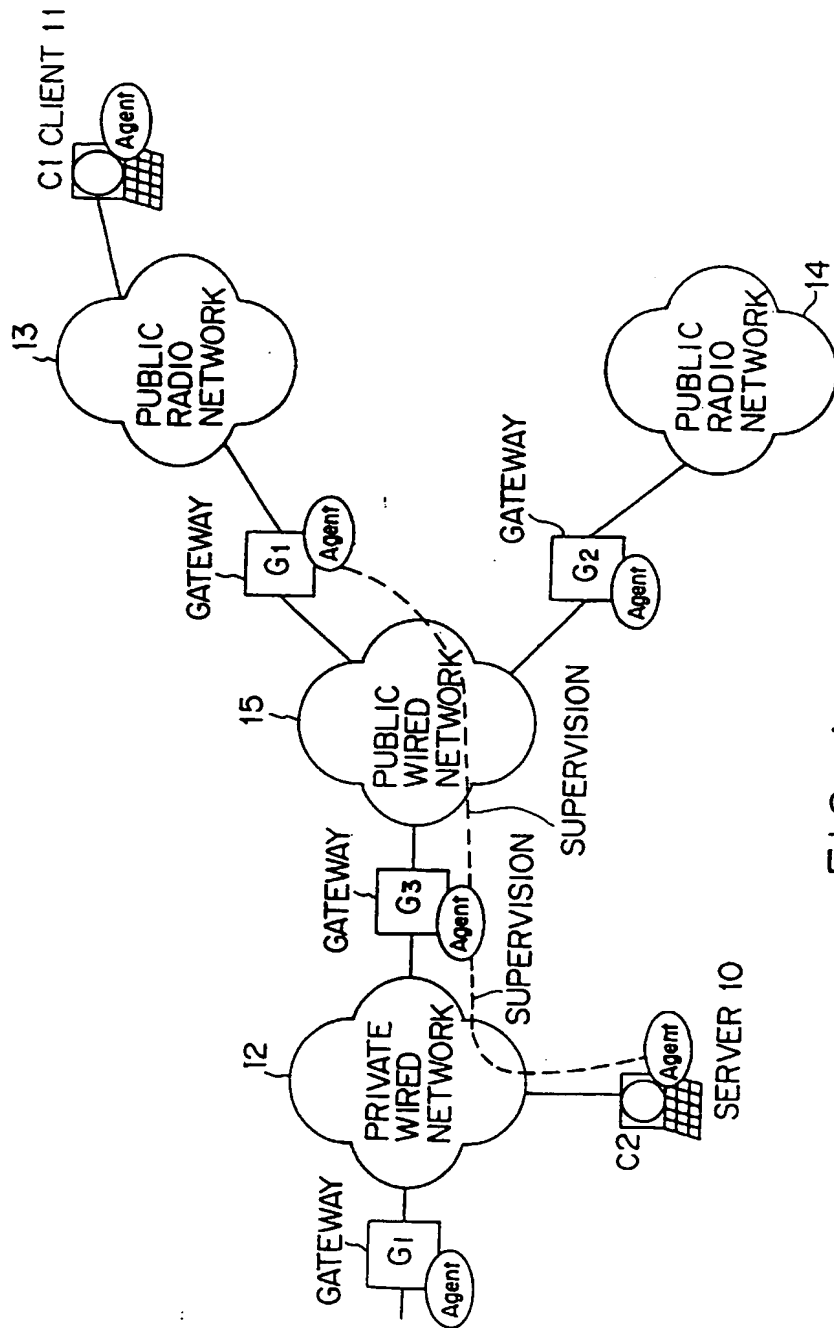 C1 CLIENT 11
Agent
13
PUBLIC
RADIO
NETWORK
GATEWAY
G1
Agent
GATEWAY
G2
Agent
PUBLIC
RADIO
NETWORK
14
15
PUBLIC
WIRED
NETWORK
SUPERVISION
GATEWAY
G3
Agent
SUPERVISION
12
PRIVATE
WIRED
NETWORK
Agent
C2
SERVER 10
GATEWAY
G1
Agent